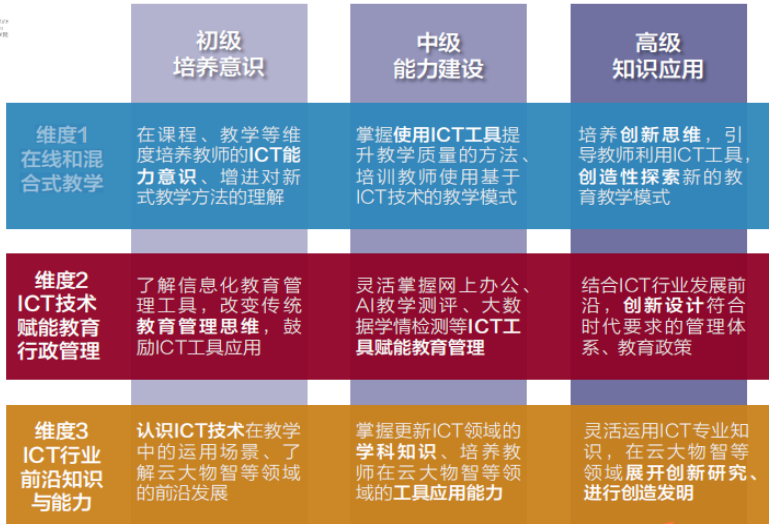 初级
培养意识
中级
能力建设
高级
知识应用
维度1
在线和混
合式教学
在课程、教学等维
度培养教师的ICT能
力意识、增进对新
式教学方法的理解
掌握使用ICT工具提
升教学质量的方法、
培训教师使用基于
ICT技术的教学模式
培养创新思维，引
导教师利用ICT工具，
创造性探索新的教
育教学模式
维度2
ICT技术
赋能教育
行政管理
了解信息化教育管
理工具，改变传统
教育管理思维，鼓
励ICT工具应用
灵活掌握网上办公、
AI教学测评、大数
据学情检测等ICT工
具赋能教育管理
结合ICT行业发展前
沿，创新设计符合
时代要求的管理体
系、教育政策
维度3
ICT行业
前沿知识
与能力
认识ICT技术在教学
中的运用场景、了
解云大物智等领域
的前沿发展
掌握更新ICT领域的
学科知识、培养教
师在云大物智等领
域的工具应用能力
灵活运用ICT专业知
识，在云大物智等
领域展开创新研究、
进行创造发明